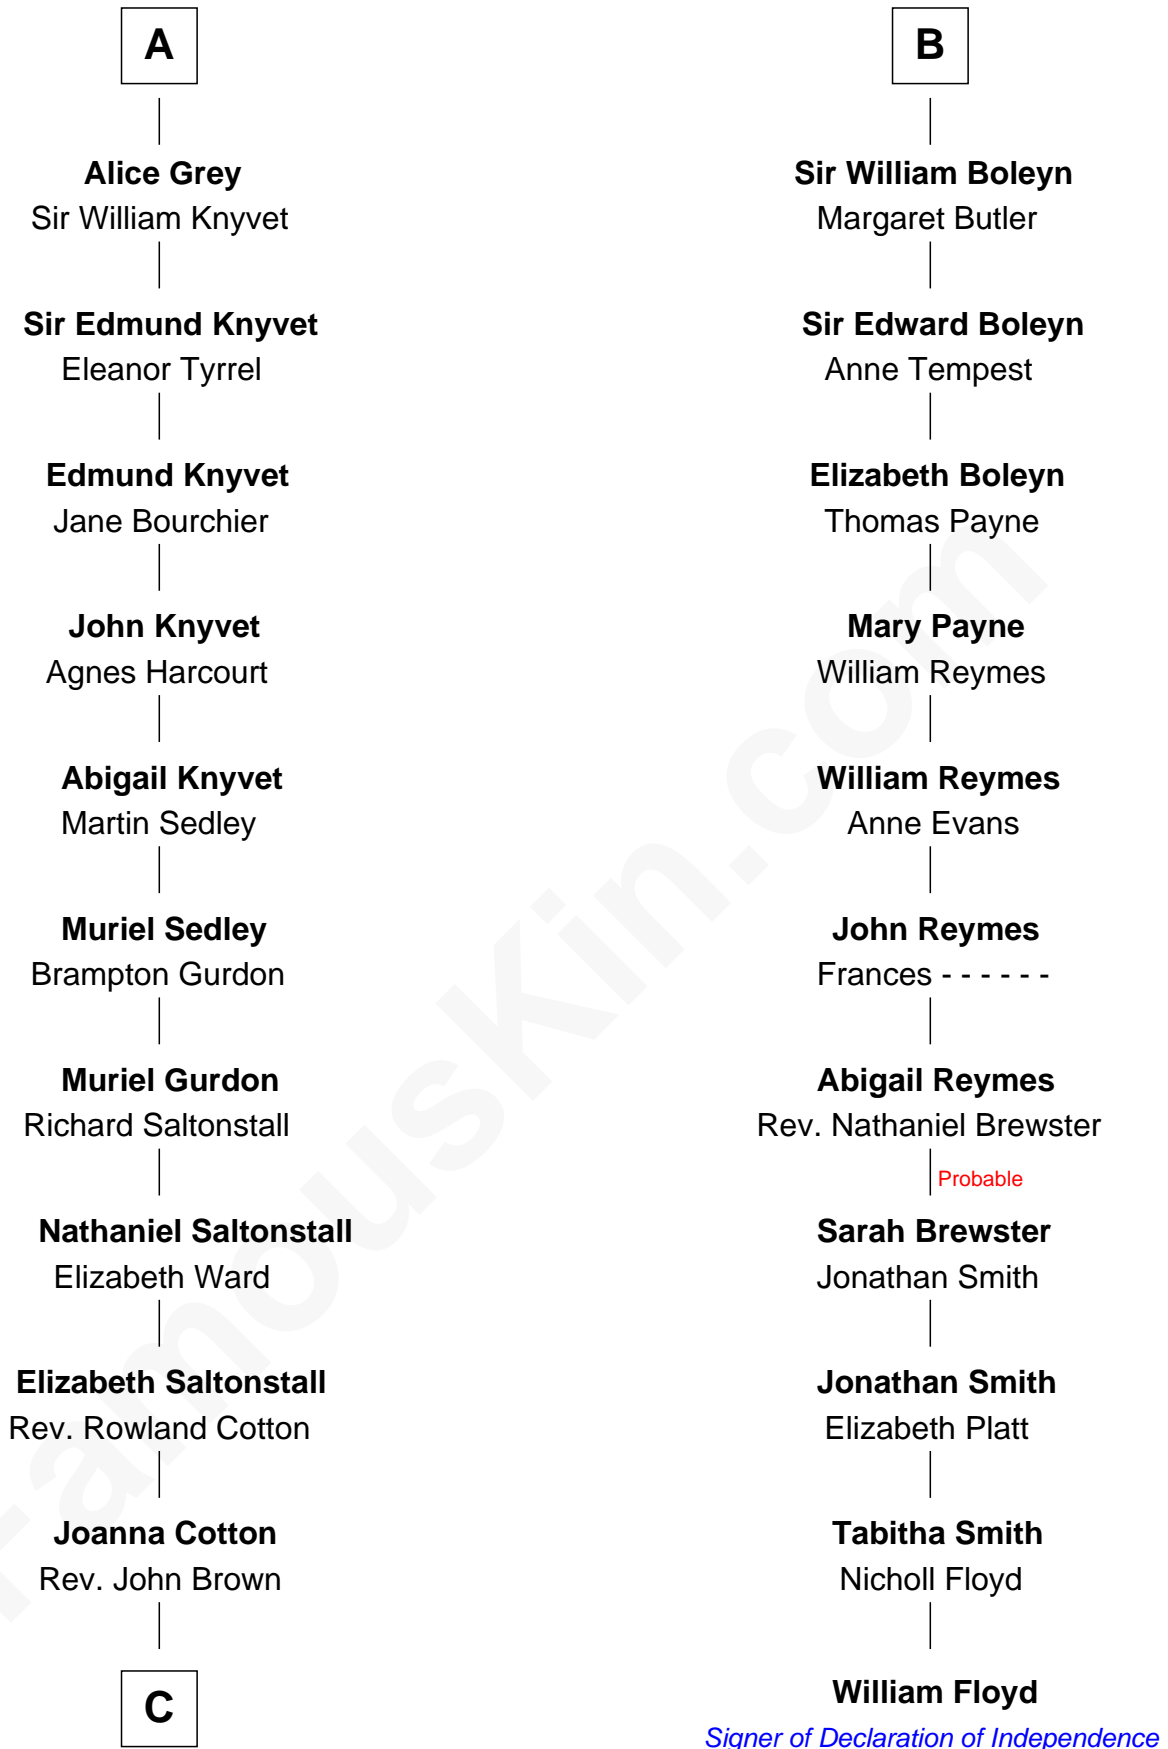 A
Alice Grey
Sir William Knyvet
Sir Edmund Knyvet
Eleanor Tyrrel
Edmund Knyvet
Jane Bourchier
John Knyvet
Agnes Harcourt
Abigail Knyvet
Martin Sedley
Muriel Sedley
Brampton Gurdon
Muriel Gurdon
Richard Saltonstall
Nathaniel Saltonstall
Elizabeth Ward
Elizabeth Saltonstall
Rev. Rowland Cotton
Joanna Cotton
Rev. John Brown
C
B
Sir William Boleyn
Margaret Butler
Sir Edward Boleyn
Anne Tempest
Elizabeth Boleyn
Thomas Payne
Mary Payne
William Reymes
William Reymes
Anne Evans
John Reymes
Frances - - - - - -
Abigail Reymes
Rev. Nathaniel Brewster
Probable
Sarah Brewster
Jonathan Smith
Jonathan Smith
Elizabeth Platt
Tabitha Smith
Nicholl Floyd
William Floyd
Signer of Declaration of Independence
FamousKin.com